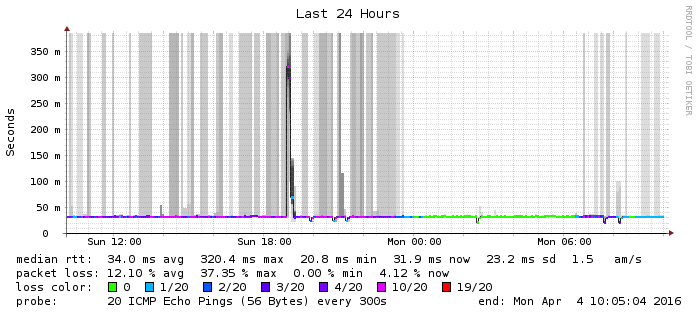 Last 24 Hours
RRDTOOL / TOBI OETIKER
Seconds
350 m
300 m
250 m
200 m
150 m
100 m
50 m
0
Sun 12:00 Sun 18:00 Mon 00:00 Mon 06:00
median rtt: 34.0 ms avg 320.4 ms max 20.8 ms min 31.9 ms now 23.2 ms sd 1.5 am/s
packet loss: 12.10 % avg 37.35 % max 0.00 % min 4.12 % now
loss color: 0 1/20 2/20 3/20 4/20 10/20 19/20
probe: 20 ICMP Echo Pings (56 Bytes) every 300s end: Mon Apr 4 10:05:04 2016